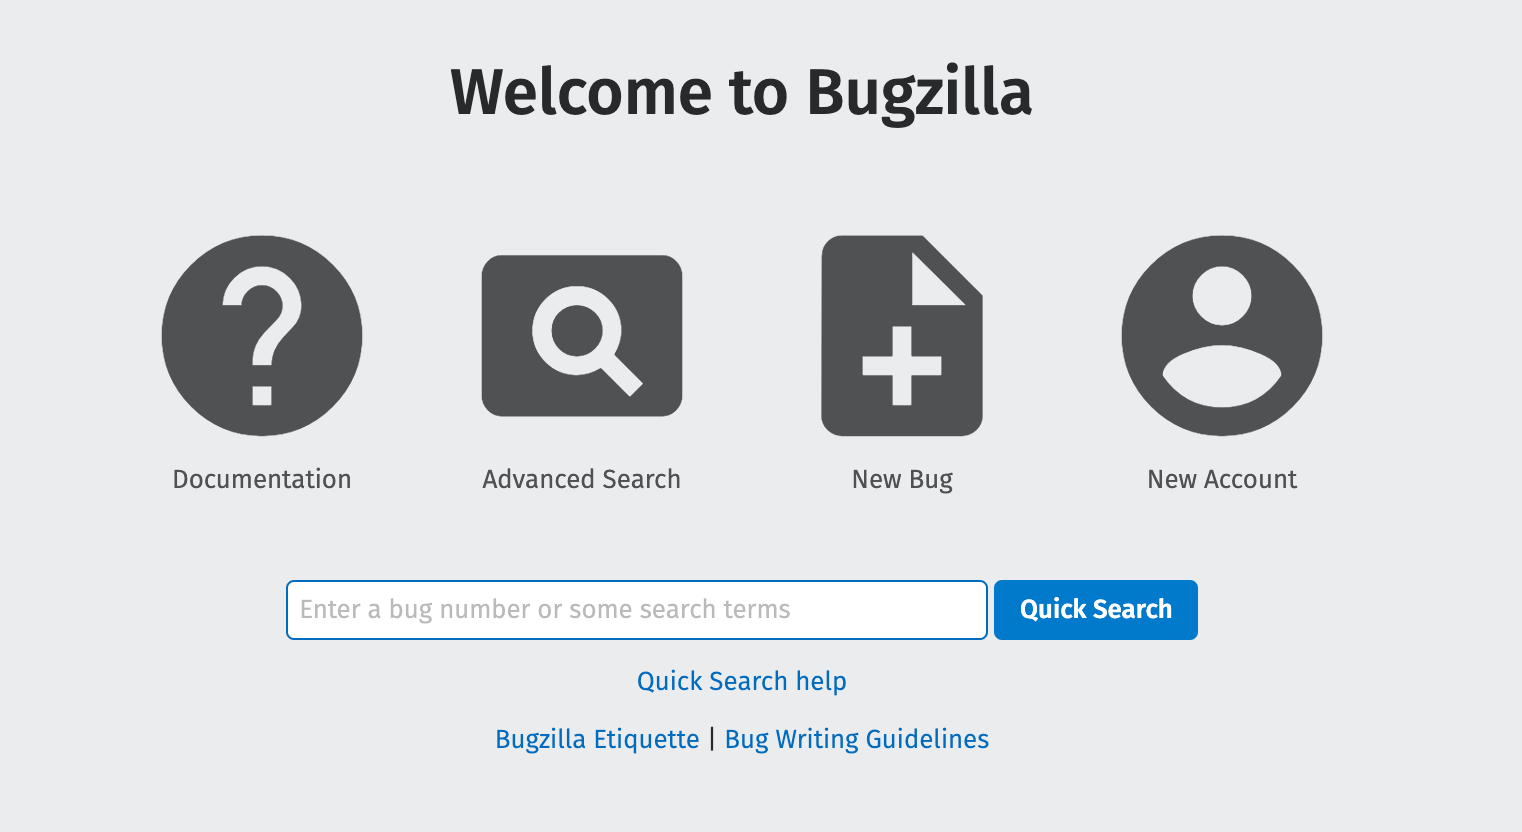 Welcome to Bugzilla
Documentation
Advanced Search
New Bug
New Account
Enter a bug number or some search terms
Quick Search
Quick Search help
Bugzilla Etiquette | Bug Writing Guidelines